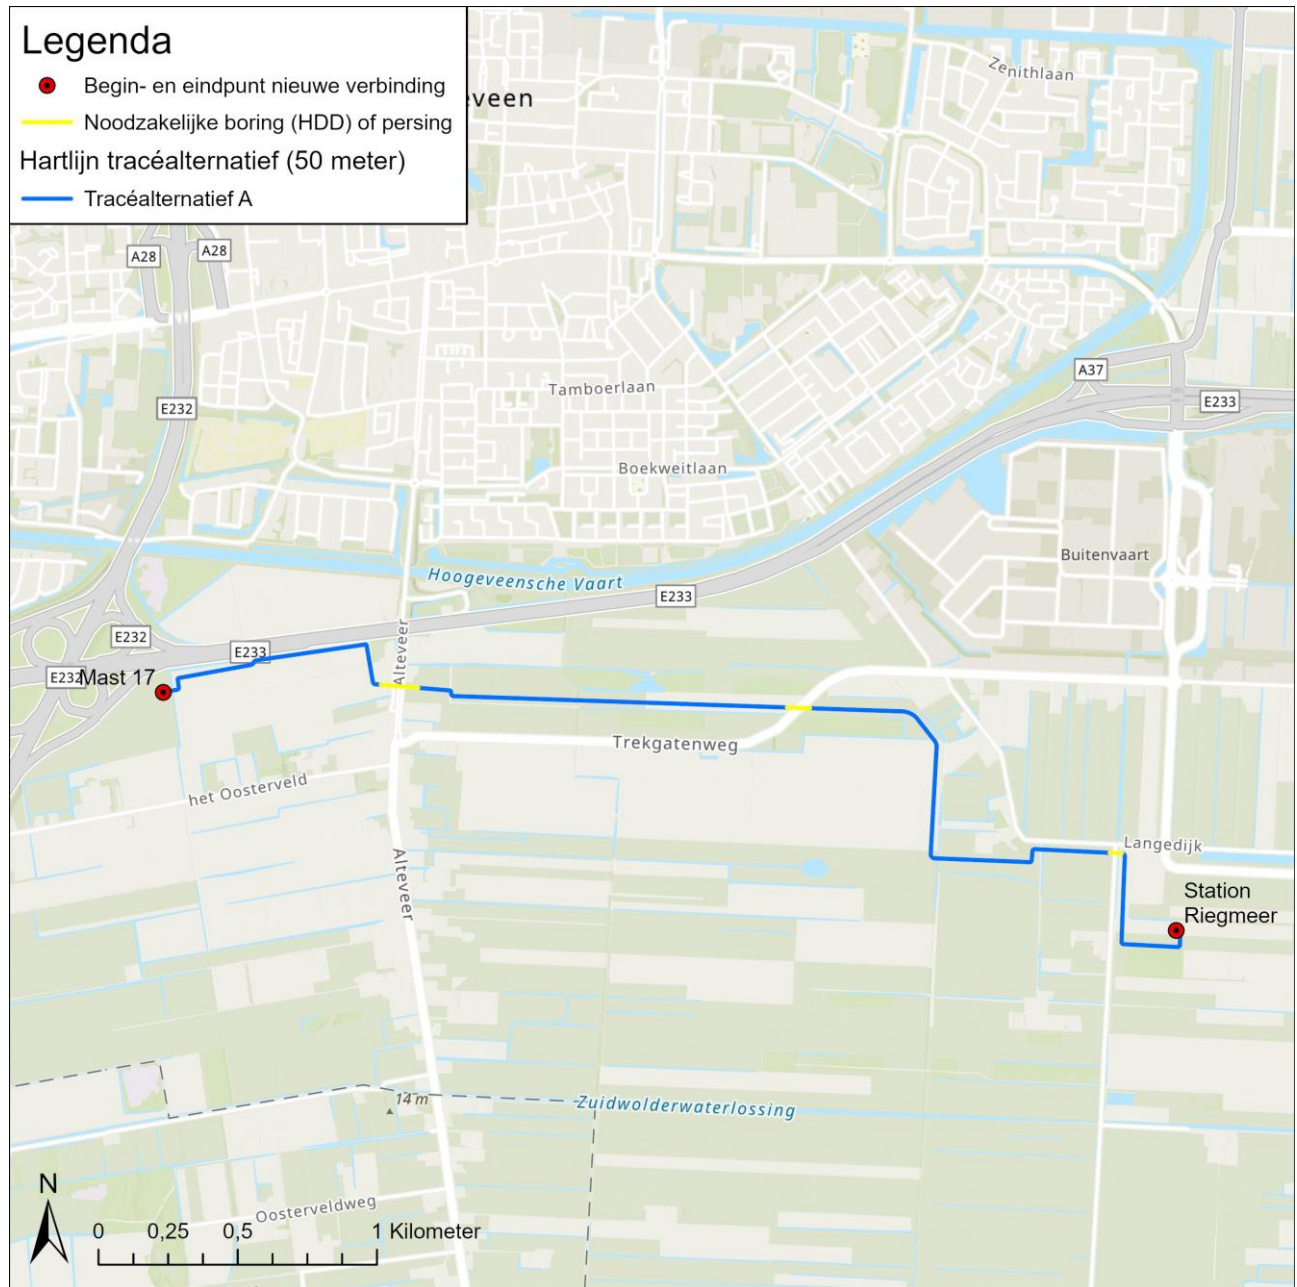 Legenda
Begin- en eindpunt nieuwe verbinding
Noodzakelijke boring (HDD) of persing
Hartlijn tracéalternatief (50 meter)
Tracéalternatief A
eveen
Zenithlaan
A28
A28
A37
E233
E232
Tamboerlaan
Boekweitlaan
Buitenvaart
Hoogeveensche Vaart
E233
E232
E233
E232
Mast 17
Alteveer
Trekgatenweg
het Oosterveld
Alteveer
Langedijk
Station
Riegmeer
14 m
Zuidwolderwaterlossing
Oosterveldweg
N
0 0,25 0,5 1 Kilometer